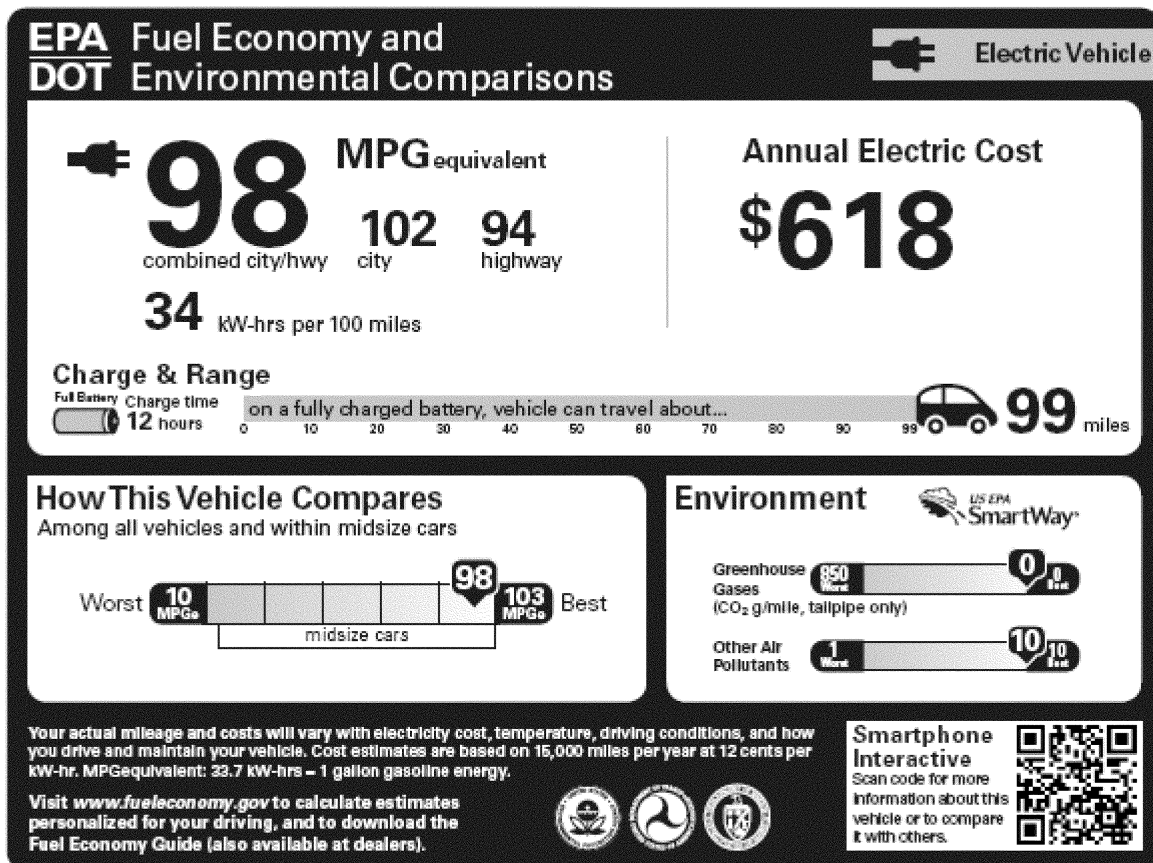 EPA
DOT
Fuel Economy and
Environmental Comparisons
Electric Vehicle
98
combined city/hwy
MPGequivalent
102
city
94
highway
34 kW-hrs per 100 miles
Annual Electric Cost
$618
Charge & Range
Full Battery
Charge time
12 hours
on a fully charged battery, vehicle can travel about...
0 10 20 30 40 50 60 70 80 90 99
99 miles
How This Vehicle Compares
Among all vehicles and within midsize cars
Worst
10
MPGe
98
103
MPGe
Best
midsize cars
Environment
US EPA
SmartWay
Greenhouse
Gases
(CO₂ g/mile, tailpipe only)
850
Worst
0
0
Best
Other Air
Pollutants
1
Worst
10
10
Best
Your actual mileage and costs will vary with electricity cost, temperature, driving conditions, and how
you drive and maintain your vehicle. Cost estimates are based on 15,000 miles per year at 12 cents per
kW-hr. MPGequivalent: 33.7 kW-hrs – 1 gallon gasoline energy.
Visit www.fueleconomy.gov to calculate estimates
personalized for your driving, and to download the
Fuel Economy Guide (also available at dealers).
Smartphone
Interactive
Scan code for more
information about this
vehicle or to compare
it with others.